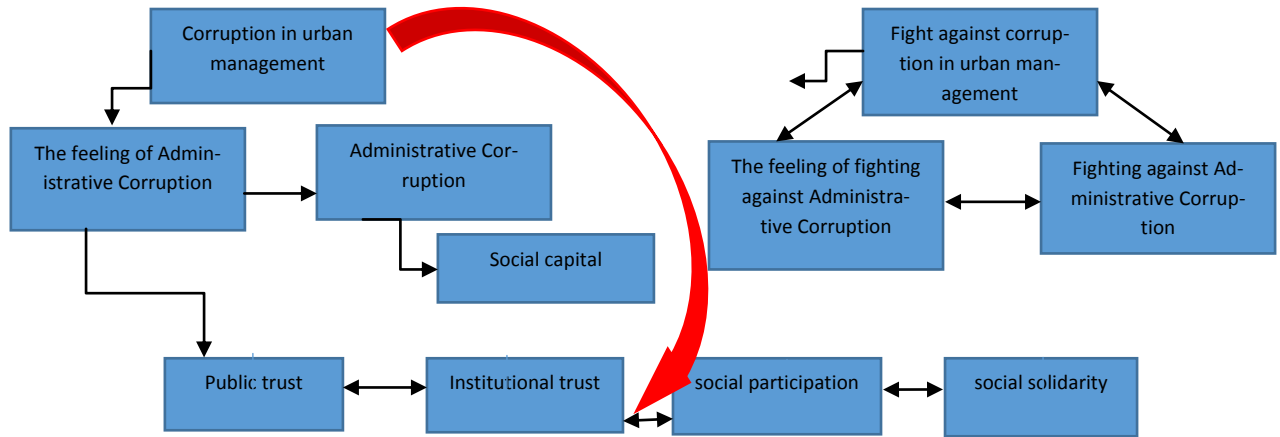 Corruption in urban
management
Fight against corrup-
tion in urban man-
agement
The feeling of Admin-
istrative Corruption
Administrative Cor-
ruption
The feeling of fighting
against Administra-
tive Corruption
Fighting against Ad-
ministrative Corrup-
tion
Social capital
Public trust
Institutional trust
social participation
social solidarity